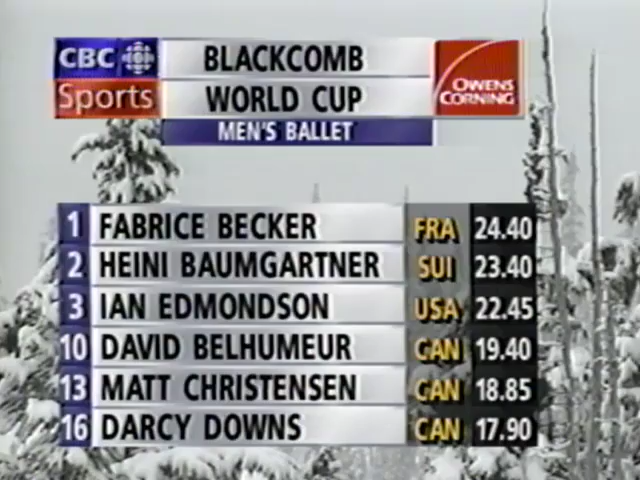 CBC
Sports
BLACKCOMB
WORLD CUP
MEN'S BALLET
OWENS
CORNING
1 FABRICE BECKER FRA 24.40
2 HEINI BAUMGARTNER SUI 23.40
3 IAN EDMONDSON USA 22.45
10 DAVID BELHUMEUR CAN 19.40
13 MATT CHRISTENSEN CAN 18.85
16 DARCY DOWNS CAN 17.90